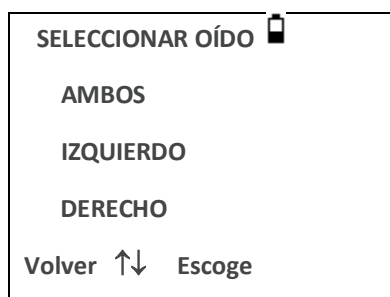 SELECCIONAR OÍDO
AMBOS
IZQUIERDO
DERECHO
Volver ↑↓ Escoge